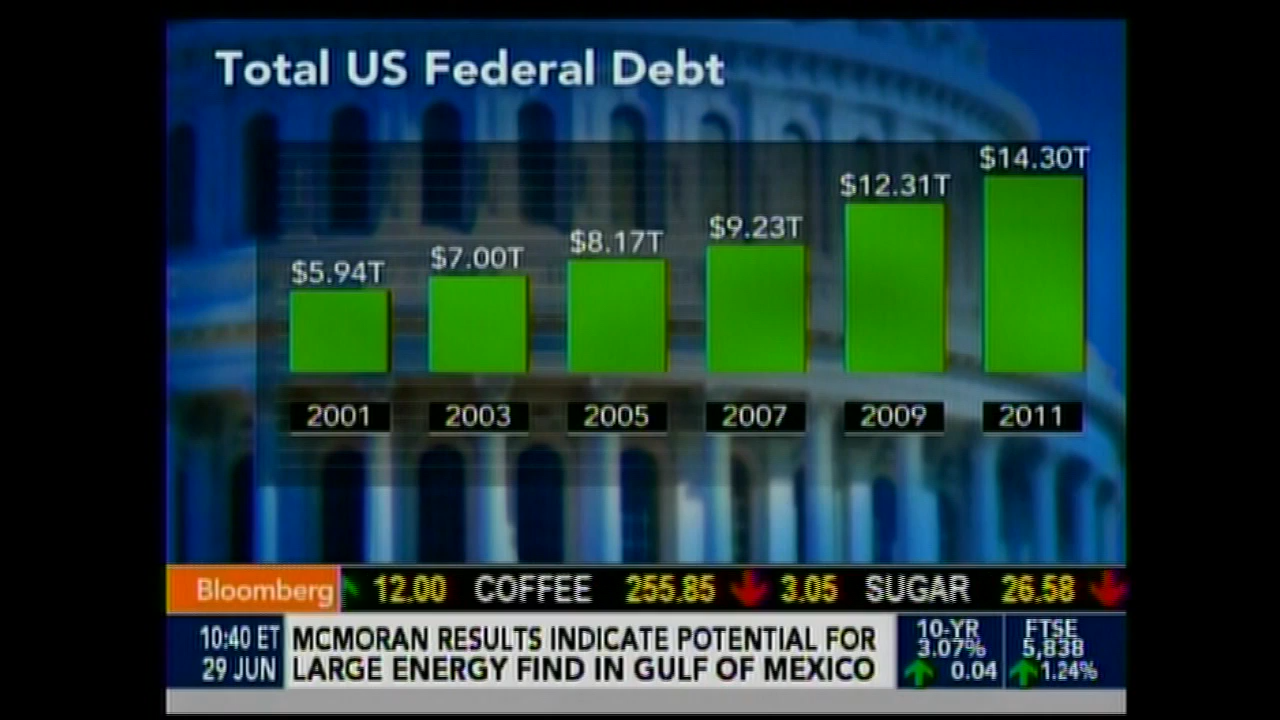 Total US Federal Debt
$5.94T $7.00T $8.17T $9.23T $12.31T $14.30T
2001 2003 2005 2007 2009 2011
Bloomberg 12.00 COFFEE 255.85 3.05 SUGAR 26.58
10:40 ET
29 JUN
MCMORAN RESULTS INDICATE POTENTIAL FOR
LARGE ENERGY FIND IN GULF OF MEXICO
10-YR
3.07%
0.04
FTSE
5,838
1.24%